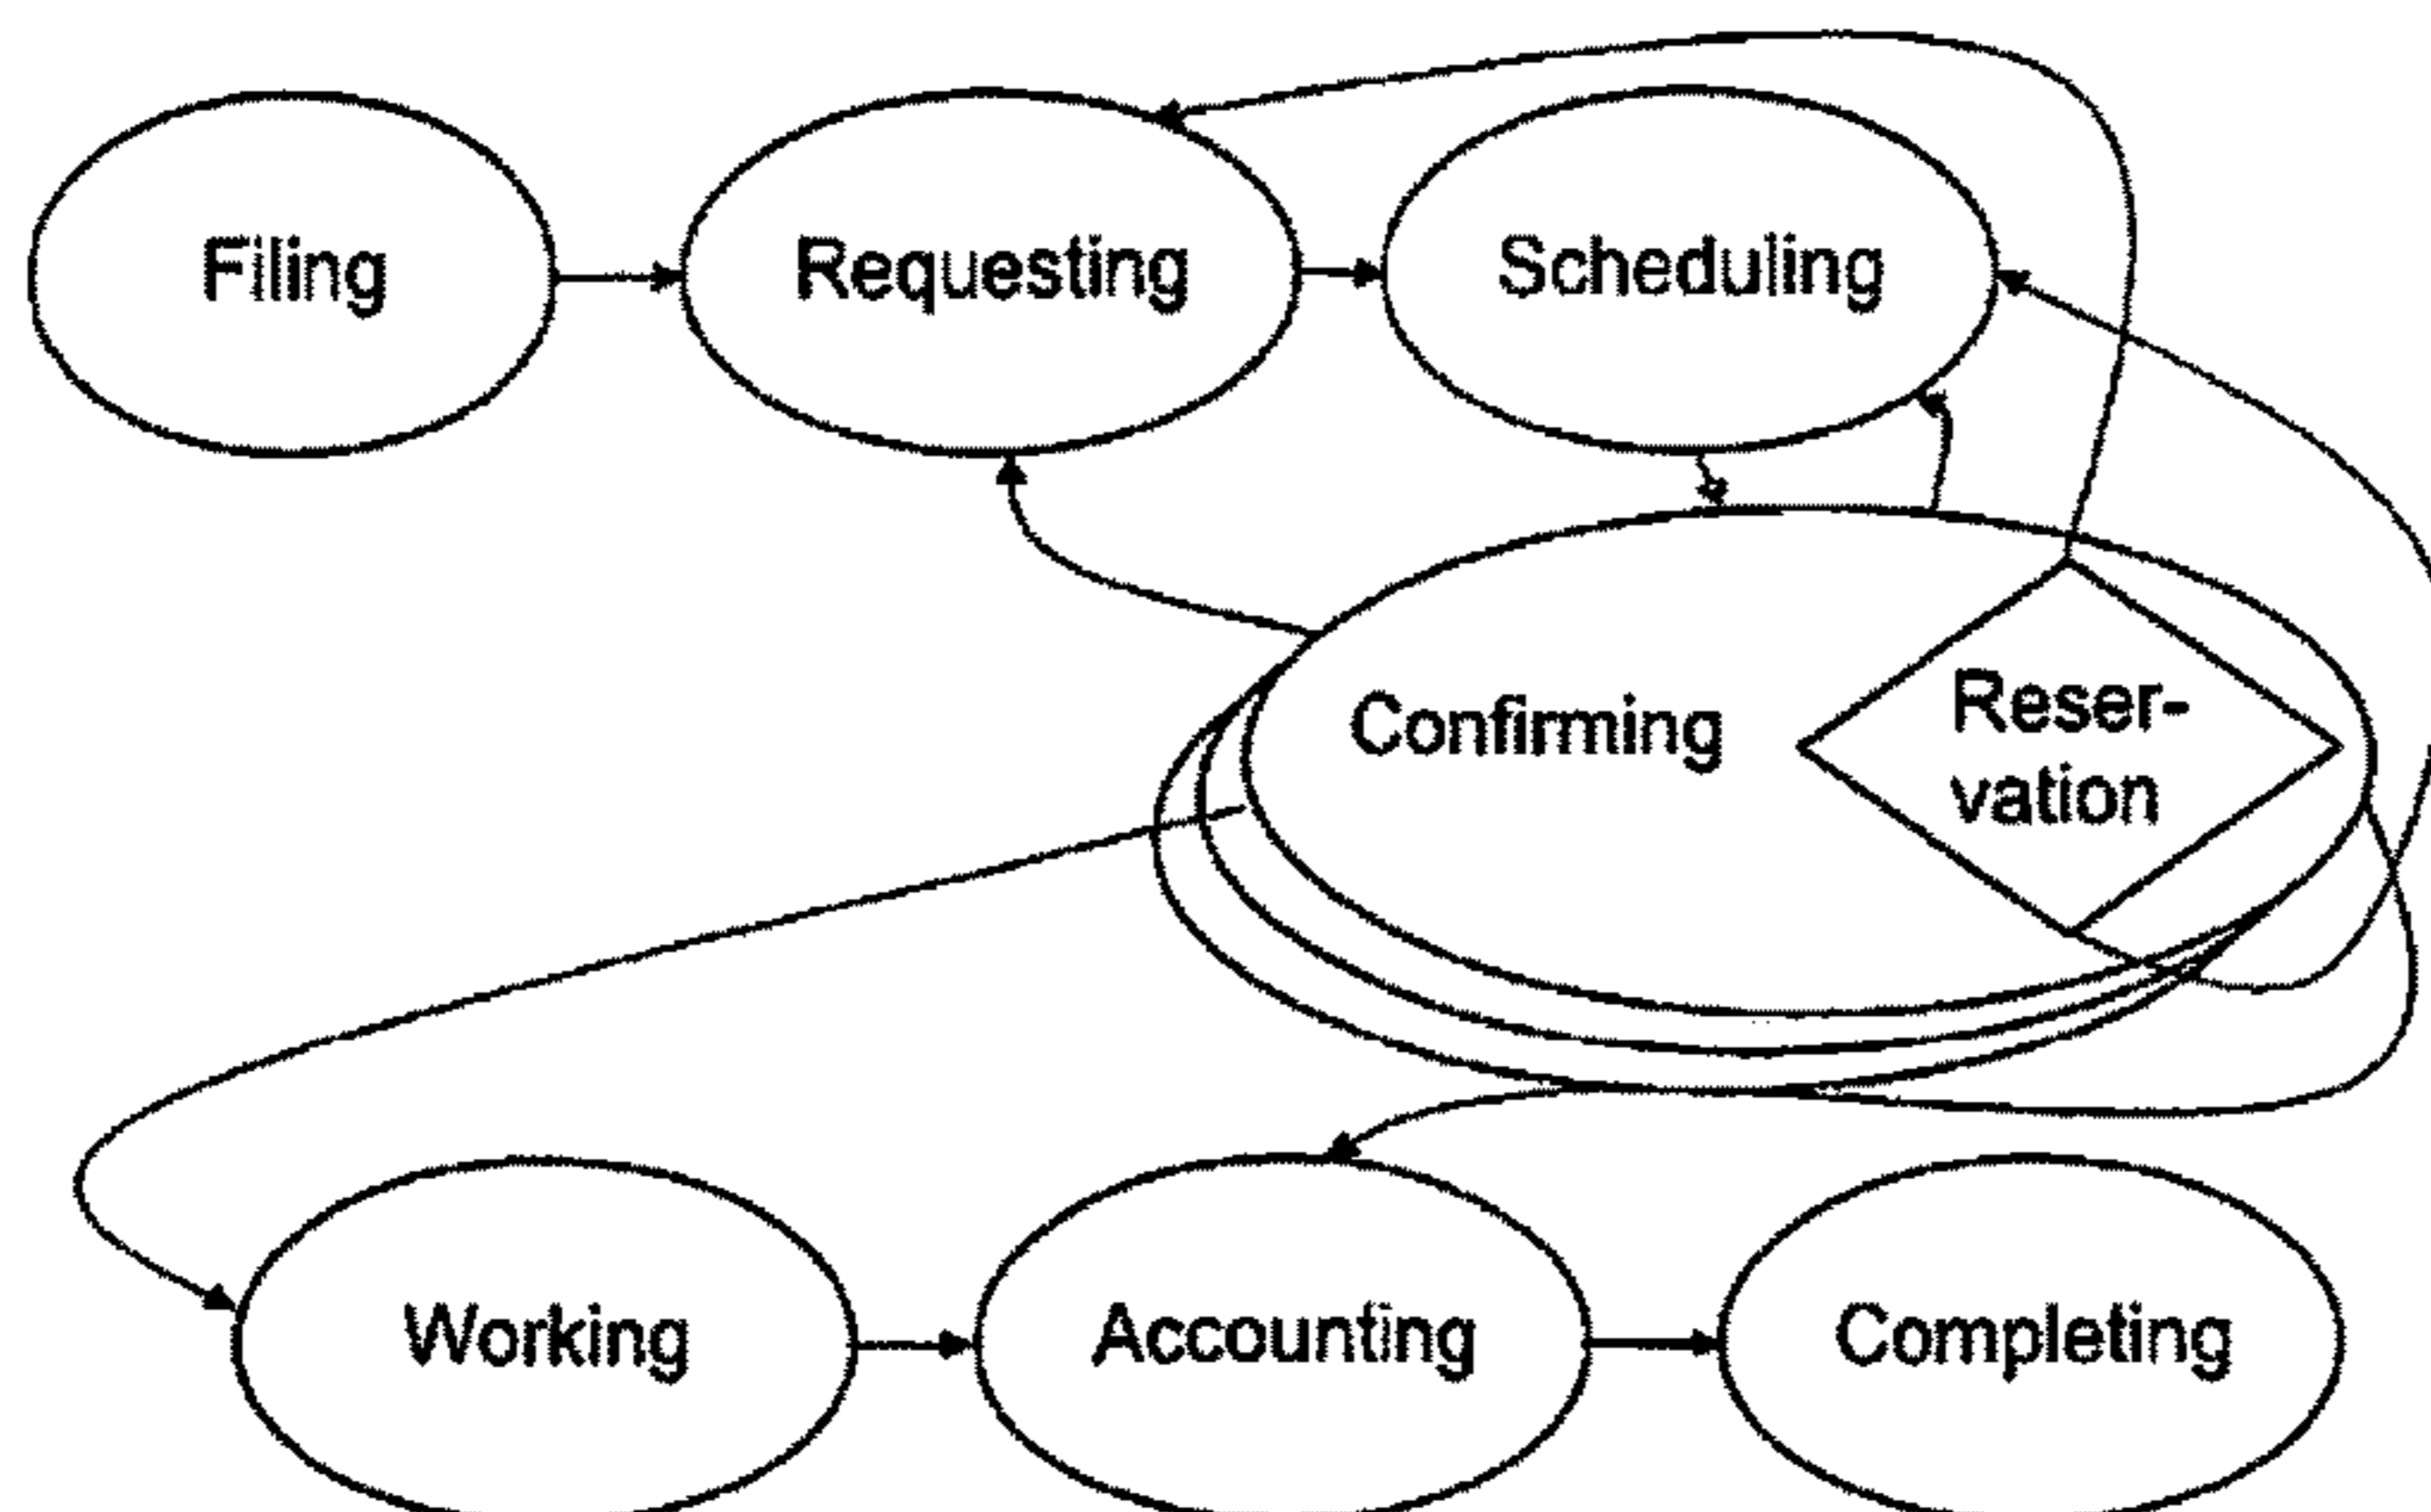 Filing
Requesting
Scheduling
Confirming
Reser-
vation
Working
Accounting
Completing